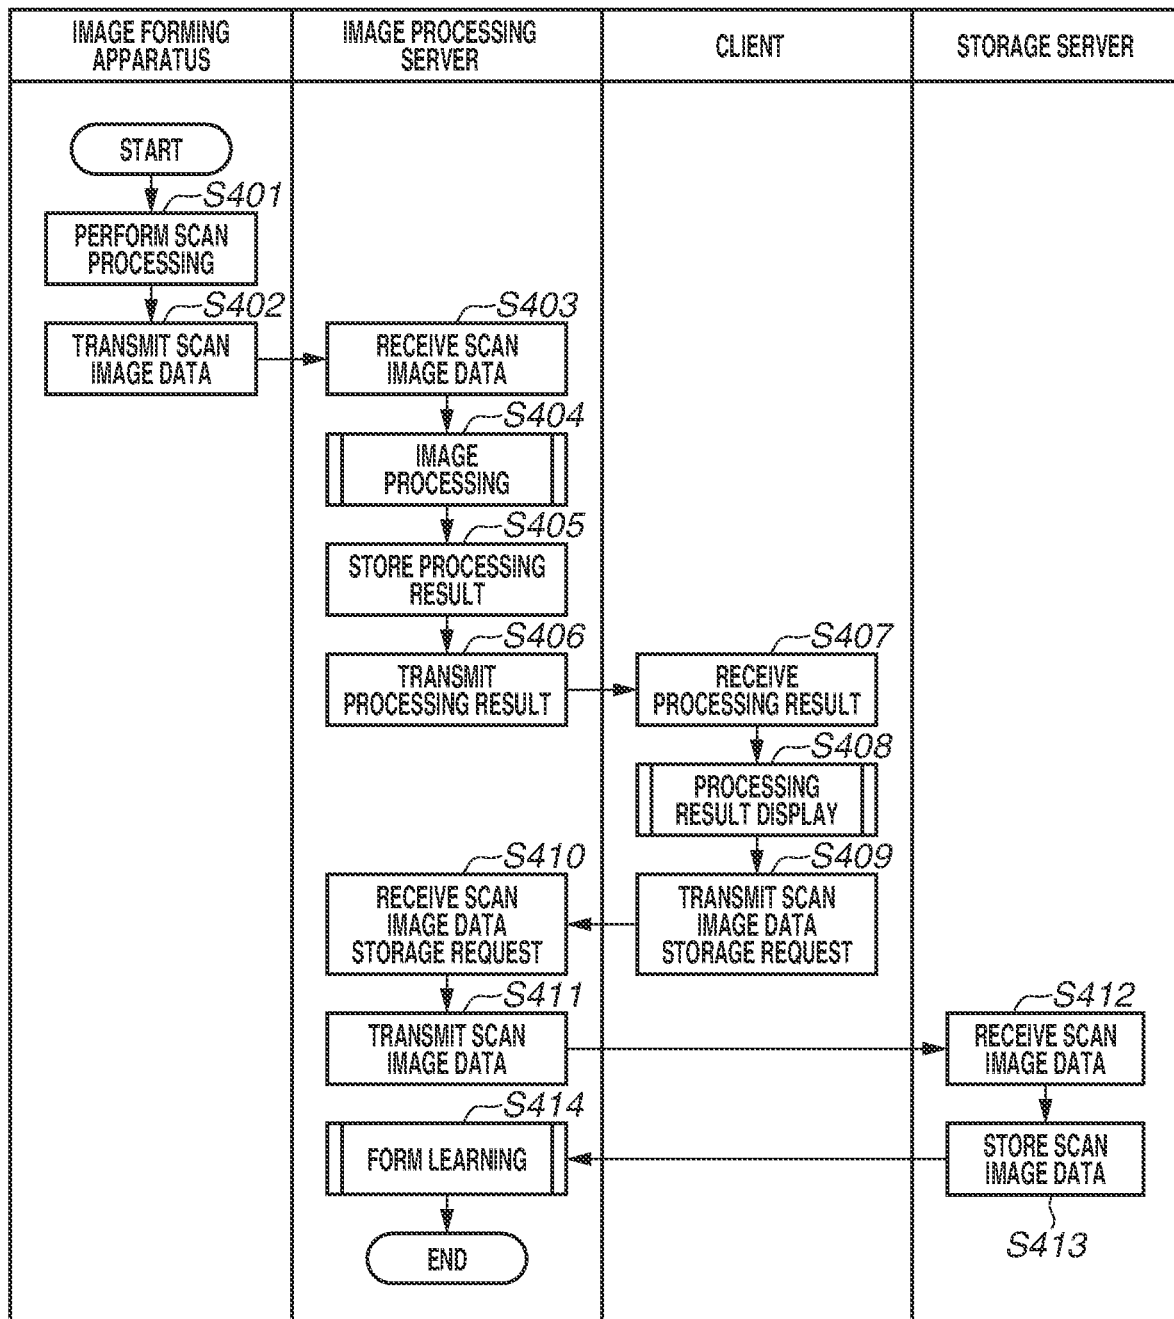 IMAGE FORMING
APPARATUS
IMAGE PROCESSING
SERVER
CLIENT
STORAGE SERVER
START
S401
PERFORM SCAN
PROCESSING
S402
TRANSMIT SCAN
IMAGE DATA
S403
RECEIVE SCAN
IMAGE DATA
S404
IMAGE
PROCESSING
S405
STORE PROCESSING
RESULT
S406
TRANSMIT
PROCESSING RESULT
S407
RECEIVE
PROCESSING RESULT
S408
PROCESSING
RESULT DISPLAY
S409
TRANSMIT SCAN
IMAGE DATA
STORAGE REQUEST
S410
RECEIVE SCAN
IMAGE DATA
STORAGE REQUEST
S411
TRANSMIT SCAN
IMAGE DATA
S412
RECEIVE SCAN
IMAGE DATA
STORE SCAN
IMAGE DATA
S413
S414
FORM LEARNING
END